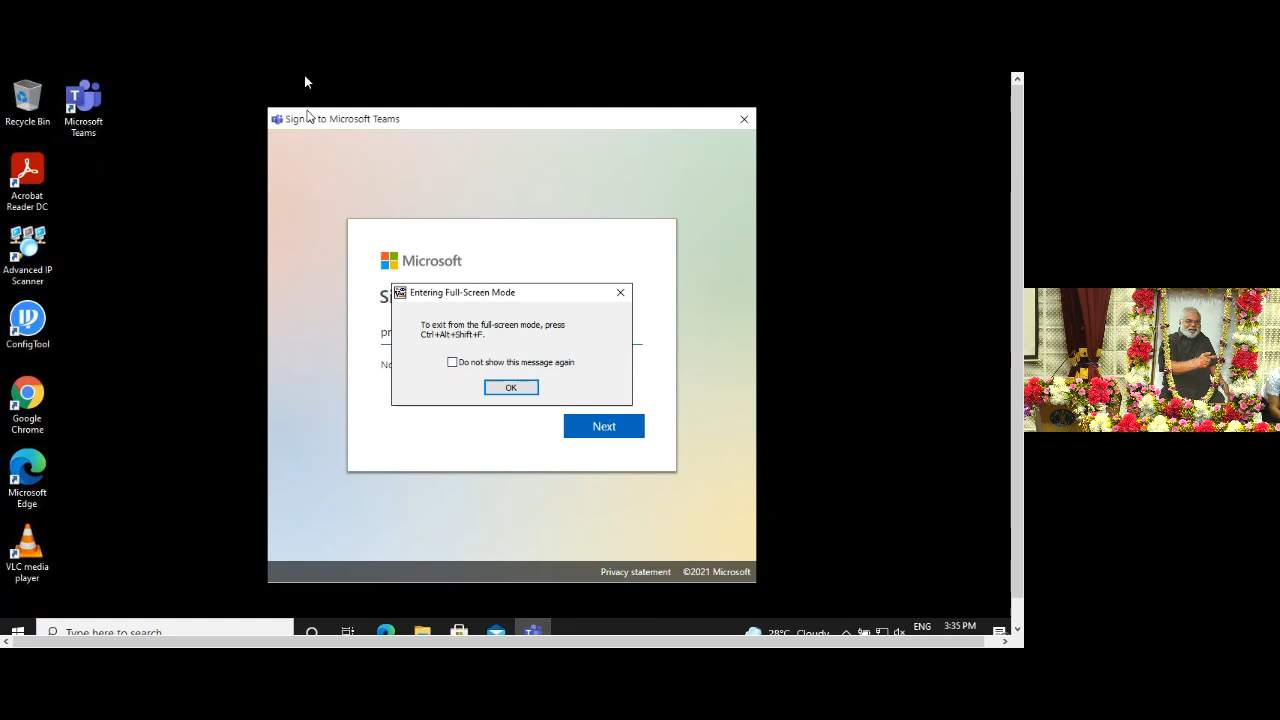 Recycle Bin
Microsoft
Teams
Acrobat
Reader DC
Advanced IP
Scanner
ConfigTool
Google
Chrome
Microsoft
Edge
VLC media
player
Sign to Microsoft Teams
Microsoft
Entering Full-Screen Mode
To exit from the full-screen mode, press
Ctrl+Alt+Shift+F.
Do not show this message again
OK
Next
Privacy statement ©2021 Microsoft
Type here to search
28°C Cloudy
ENG
3:35 PM